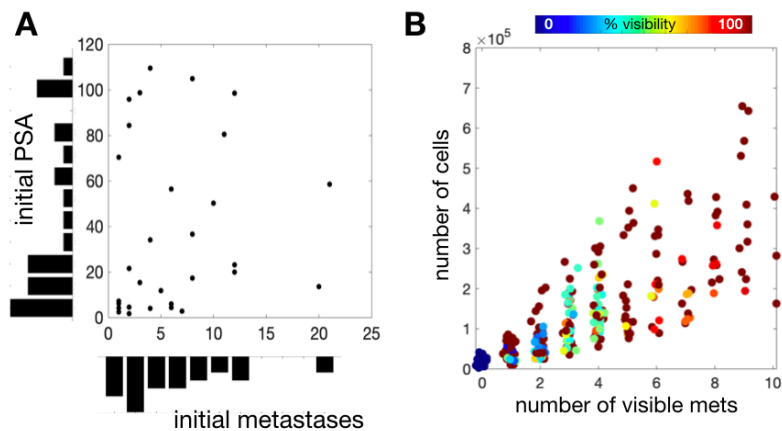 A
120
100
80
60
40
20
0
initial PSA
0 5 10 15 20 25
initial metastases
B
0 % visibility 100
×10⁵
8
7
6
5
4
3
2
1
0
number of cells
0 2 4 6 8 10
number of visible mets